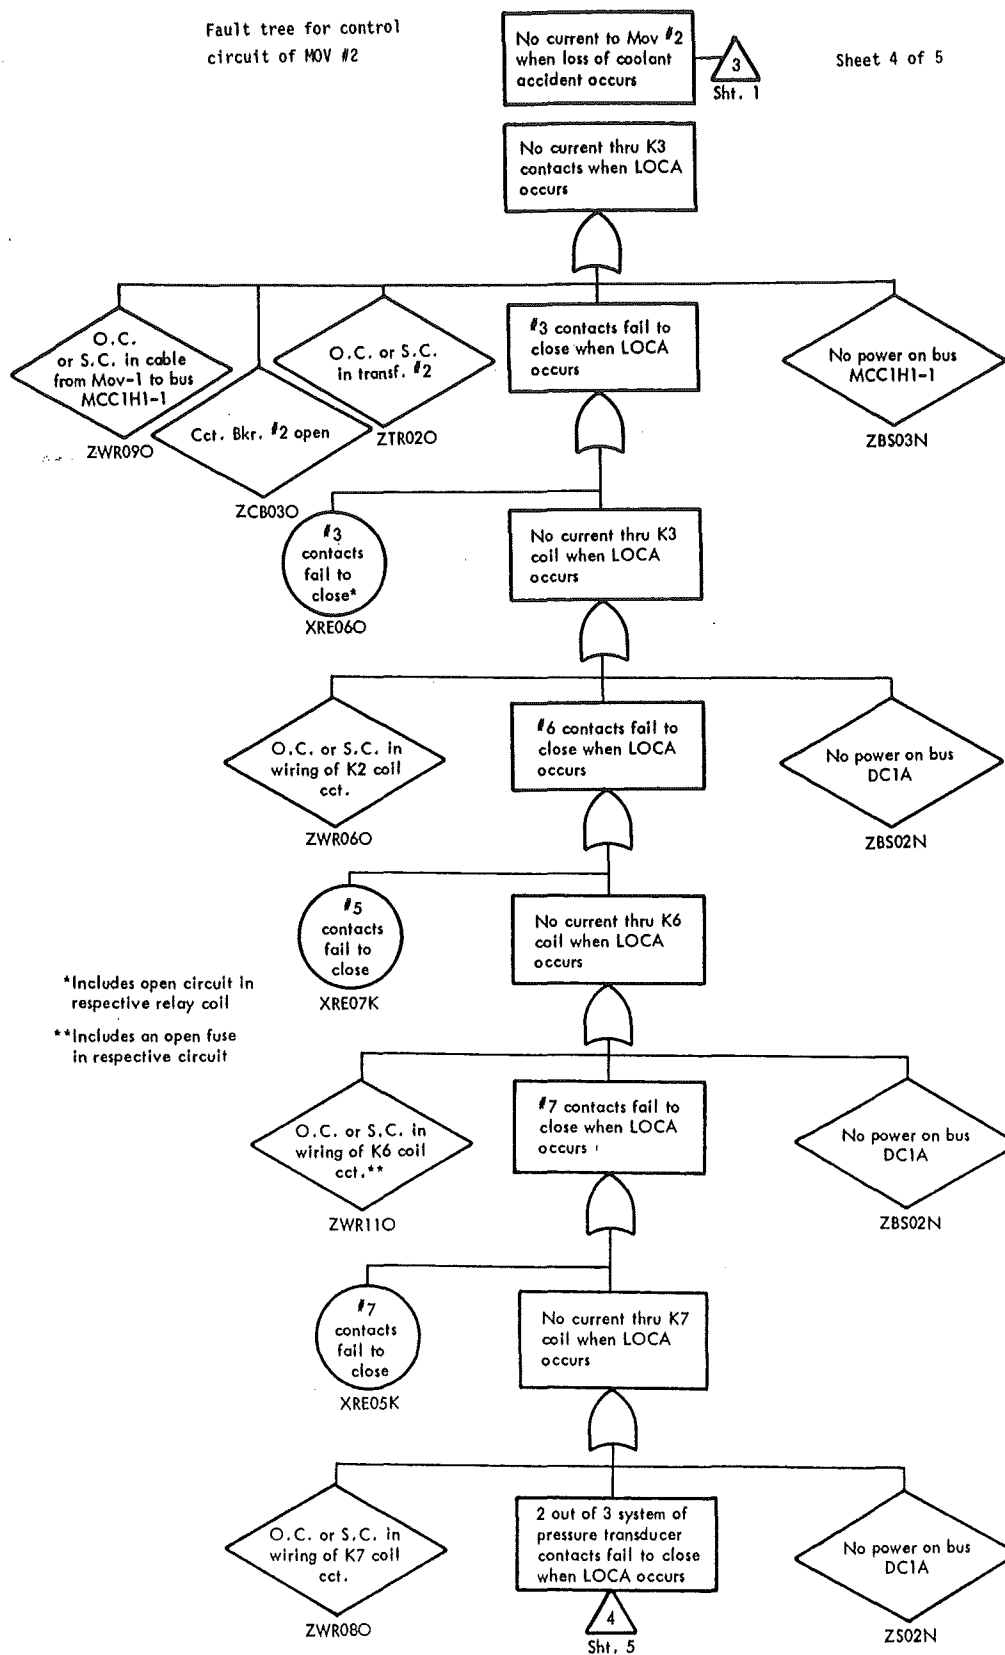 Fault tree for control
circuit of MOV #2
No current to Mov #2
when loss of coolant
accident occurs
3
Sht. 1
Sheet 4 of 5
No current thru K3
contacts when LOCA
occurs
O.C.
or S.C. in cable
from Mov-1 to bus
MCC1H1-1
ZWR09O
Cct. Bkr. #2 open
ZCB03O
O.C. or S.C.
in transf. #2
ZTR02O
#3 contacts fail to
close when LOCA
occurs
No power on bus
MCC1H1-1
ZBS03N
#3
contacts
fail to
close*
XRE06O
No current thru K3
coil when LOCA
occurs
O.C. or S.C. in
wiring of K2 coil
cct.
ZWR06O
#6 contacts fail to
close when LOCA
occurs
No power on bus
DC1A
ZBS02N
#5
contacts
fail to
close
XRE07K
No current thru K6
coil when LOCA
occurs
*Includes open circuit in
respective relay coil
**Includes an open fuse
in respective circuit
O.C. or S.C. in
wiring of K6 coil
cct.**
ZWR11O
#7 contacts fail to
close when LOCA
occurs
No power on bus
DC1A
ZBS02N
#7
contacts
fail to
close
XRE05K
No current thru K7
coil when LOCA
occurs
O.C. or S.C. in
wiring of K7 coil
cct.
ZWR08O
2 out of 3 system of
pressure transducer
contacts fail to close
when LOCA occurs
4
Sht. 5
No power on bus
DC1A
ZS02N